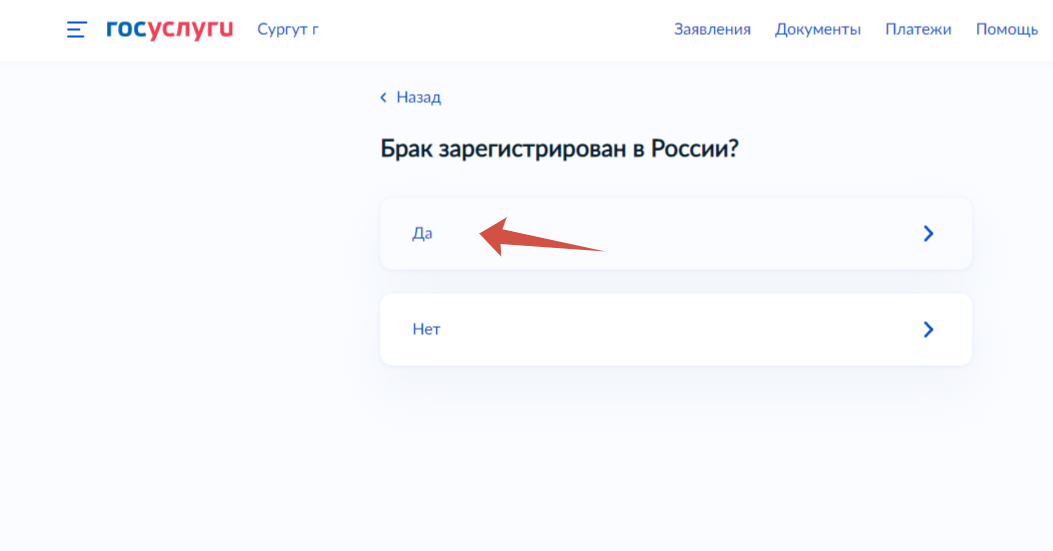 госуслуги Сургут г Заявления Документы Платежи Помощь
Назад
Брак зарегистрирован в России?
Да
Нет